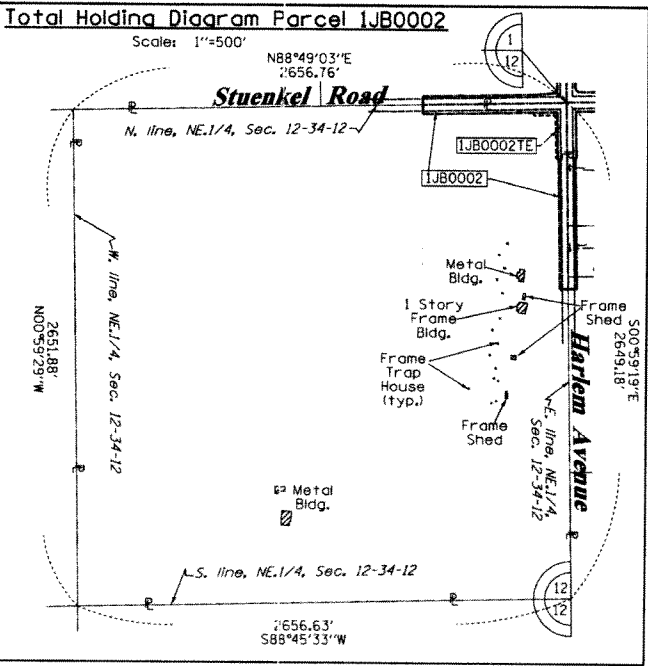 Total Holding Diagram Parcel 1JB0002
Scale: 1"=500'
N88°49'03"E
2656.76'
Stuenkel Road
N. line, NE.1/4, Sec. 12-34-12
1
12
1JB0002TE
1JB0002
W. line, NE.1/4, Sec. 12-34-12
2651.88'
N00°59'29"W
Metal
Bldg.
1 Story
Frame
Bldg.
Frame
Shed
Frame
Trap
House
(typ.)
Frame
Shed
Harlem Avenue
S00°59'19"E
2649.18'
E. line, NE.1/4,
Sec. 12-34-12
Metal
Bldg.
S. line, NE.1/4, Sec. 12-34-12
12
12
2656.63'
S88°45'33"W